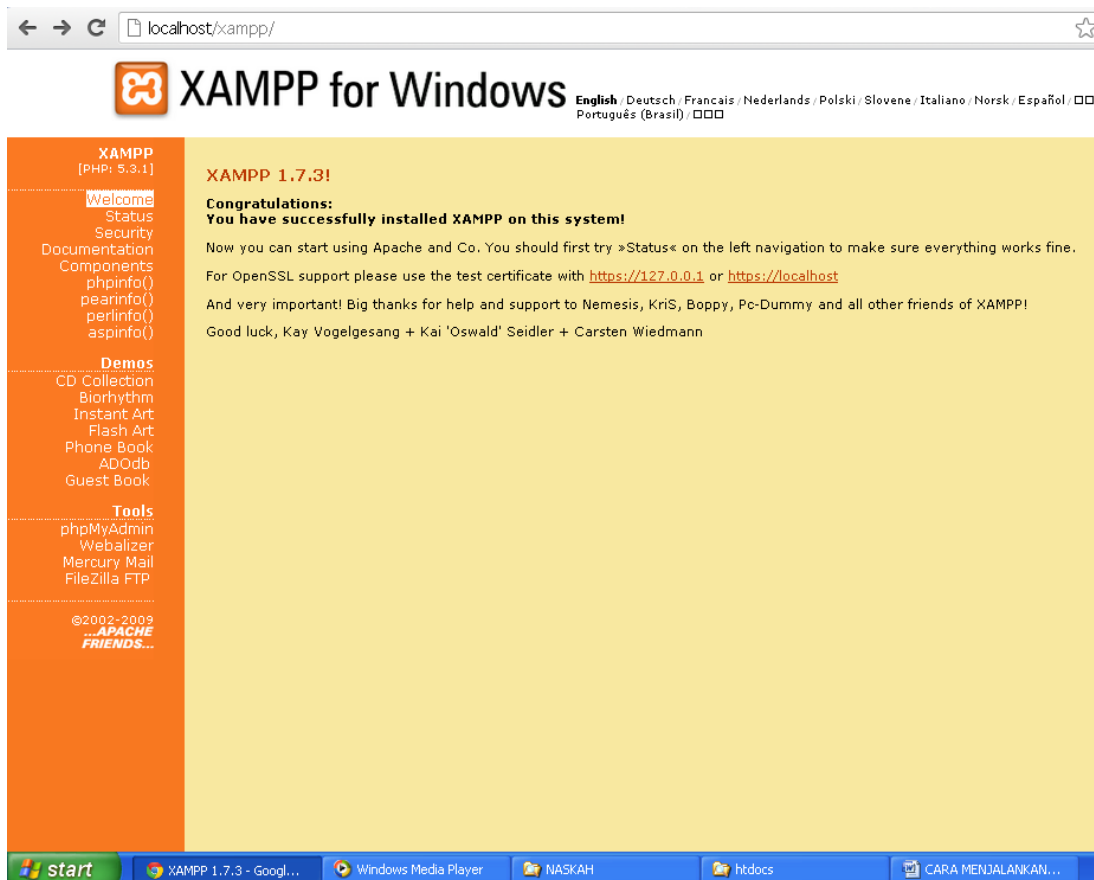 localhost/xampp/
XAMPP for Windows
English / Deutsch / Francais / Nederlands / Polski / Slovene / Italiano / Norsk / Español / □□
Português (Brasil) / □□□
XAMPP
[PHP: 5.3.1]
Welcome
Status
Security
Documentation
Components
phpinfo()
pearinfo()
perlinfo()
aspinfo()
Demos
CD Collection
Biorhythm
Instant Art
Flash Art
Phone Book
ADOdb
Guest Book
Tools
phpMyAdmin
Webalizer
Mercury Mail
FileZilla FTP
©2002-2009
...APACHE
FRIENDS...
XAMPP 1.7.3!
Congratulations:
You have successfully installed XAMPP on this system!
Now you can start using Apache and Co. You should first try »Status« on the left navigation to make sure everything works fine.
For OpenSSL support please use the test certificate with https://127.0.0.1 or https://localhost
And very important! Big thanks for help and support to Nemesis, KriS, Boppy, Pc-Dummy and all other friends of XAMPP!
Good luck, Kay Vogelgesang + Kai 'Oswald' Seidler + Carsten Wiedmann
start
XAMPP 1.7.3 - Googl...
Windows Media Player
NASKAH
htdocs
CARA MENJALANKAN...